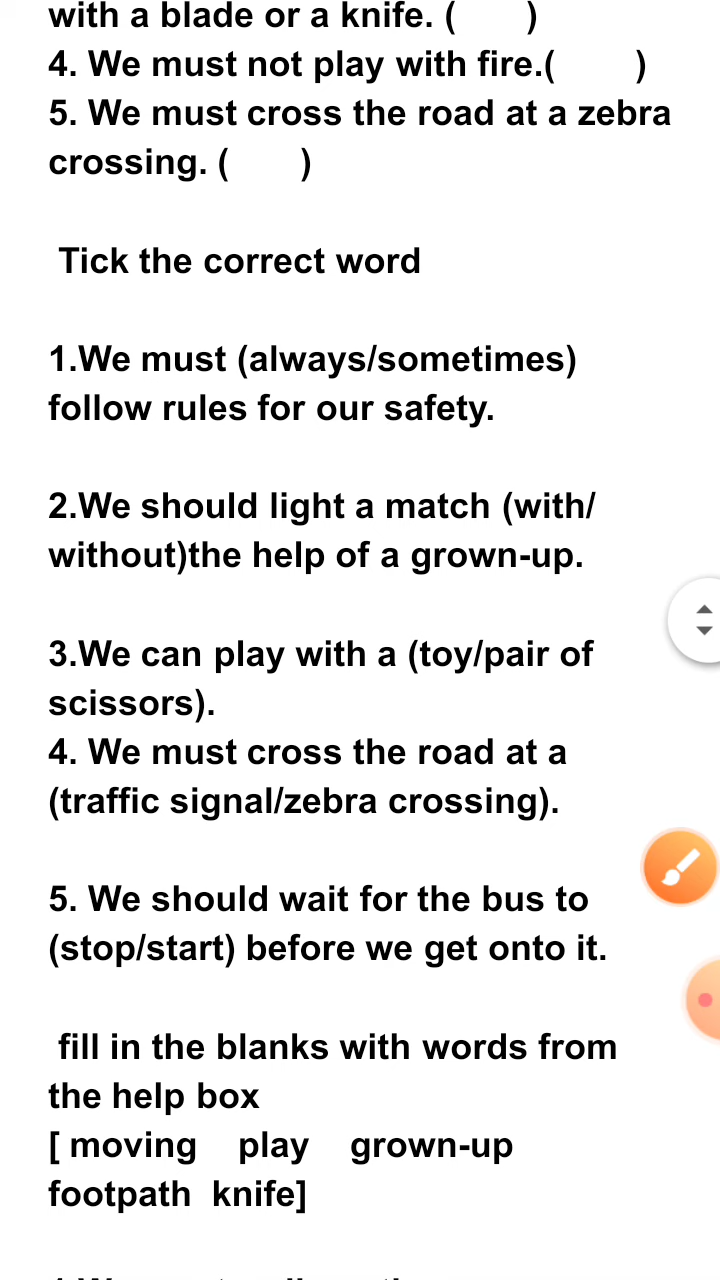 with a blade or a knife. (       )
4. We must not play with fire.(        )
5. We must cross the road at a zebra
crossing. (       )
Tick the correct word
1.We must (always/sometimes)
follow rules for our safety.
2.We should light a match (with/
without)the help of a grown-up.
3.We can play with a (toy/pair of
scissors).
4. We must cross the road at a
(traffic signal/zebra crossing).
5. We should wait for the bus to
(stop/start) before we get onto it.
fill in the blanks with words from
the help box
[ moving    play    grown-up
footpath  knife]